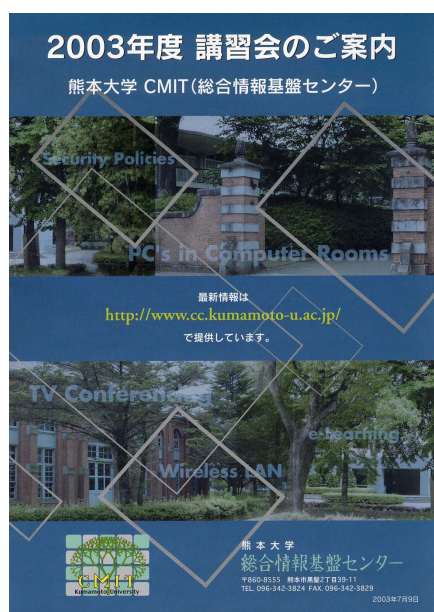 2003年度 講習会のご案内
熊本大学 CMIT(総合情報基盤センター)
Security Policies
PC's in Computer Rooms
最新情報は
http://www.cc.kumamoto-u.ac.jp/
で提供しています。
TV Conferencing
e-Learning
Wireless LAN
CMIT
Kumamoto University
熊本大学
総合情報基盤センター
〒860-8555 熊本市黒髪2丁目39-11
TEL. 096-342-3824 FAX. 096-342-3829
2003年7月9日